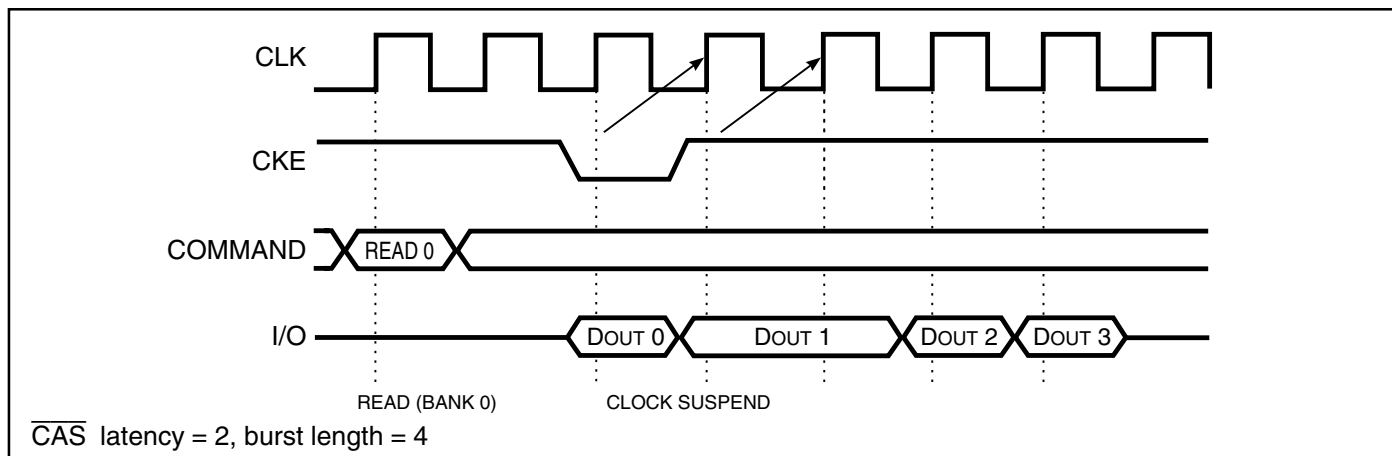 CLK
CKE
COMMAND
READ 0
I/O
DOUT 0
DOUT 1
DOUT 2
DOUT 3
READ (BANK 0)
CLOCK SUSPEND
CAS latency = 2, burst length = 4